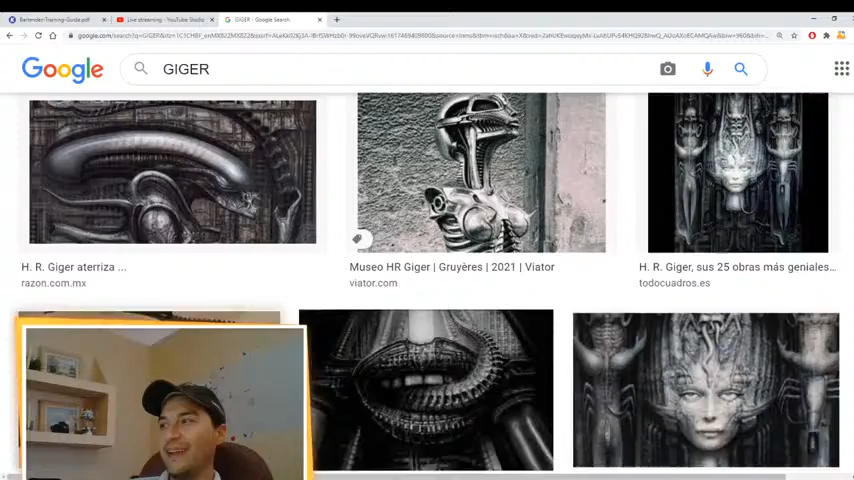 Bartender-Training-Guide.pdf
Live streaming - YouTube Studio
GIGER - Google Search
Google
GIGER
H. R. Giger aterriza ...
razon.com.mx
Museo HR Giger | Gruyères | 2021 | Viator
viator.com
H. R. Giger, sus 25 obras más geniales...
todocuadros.es